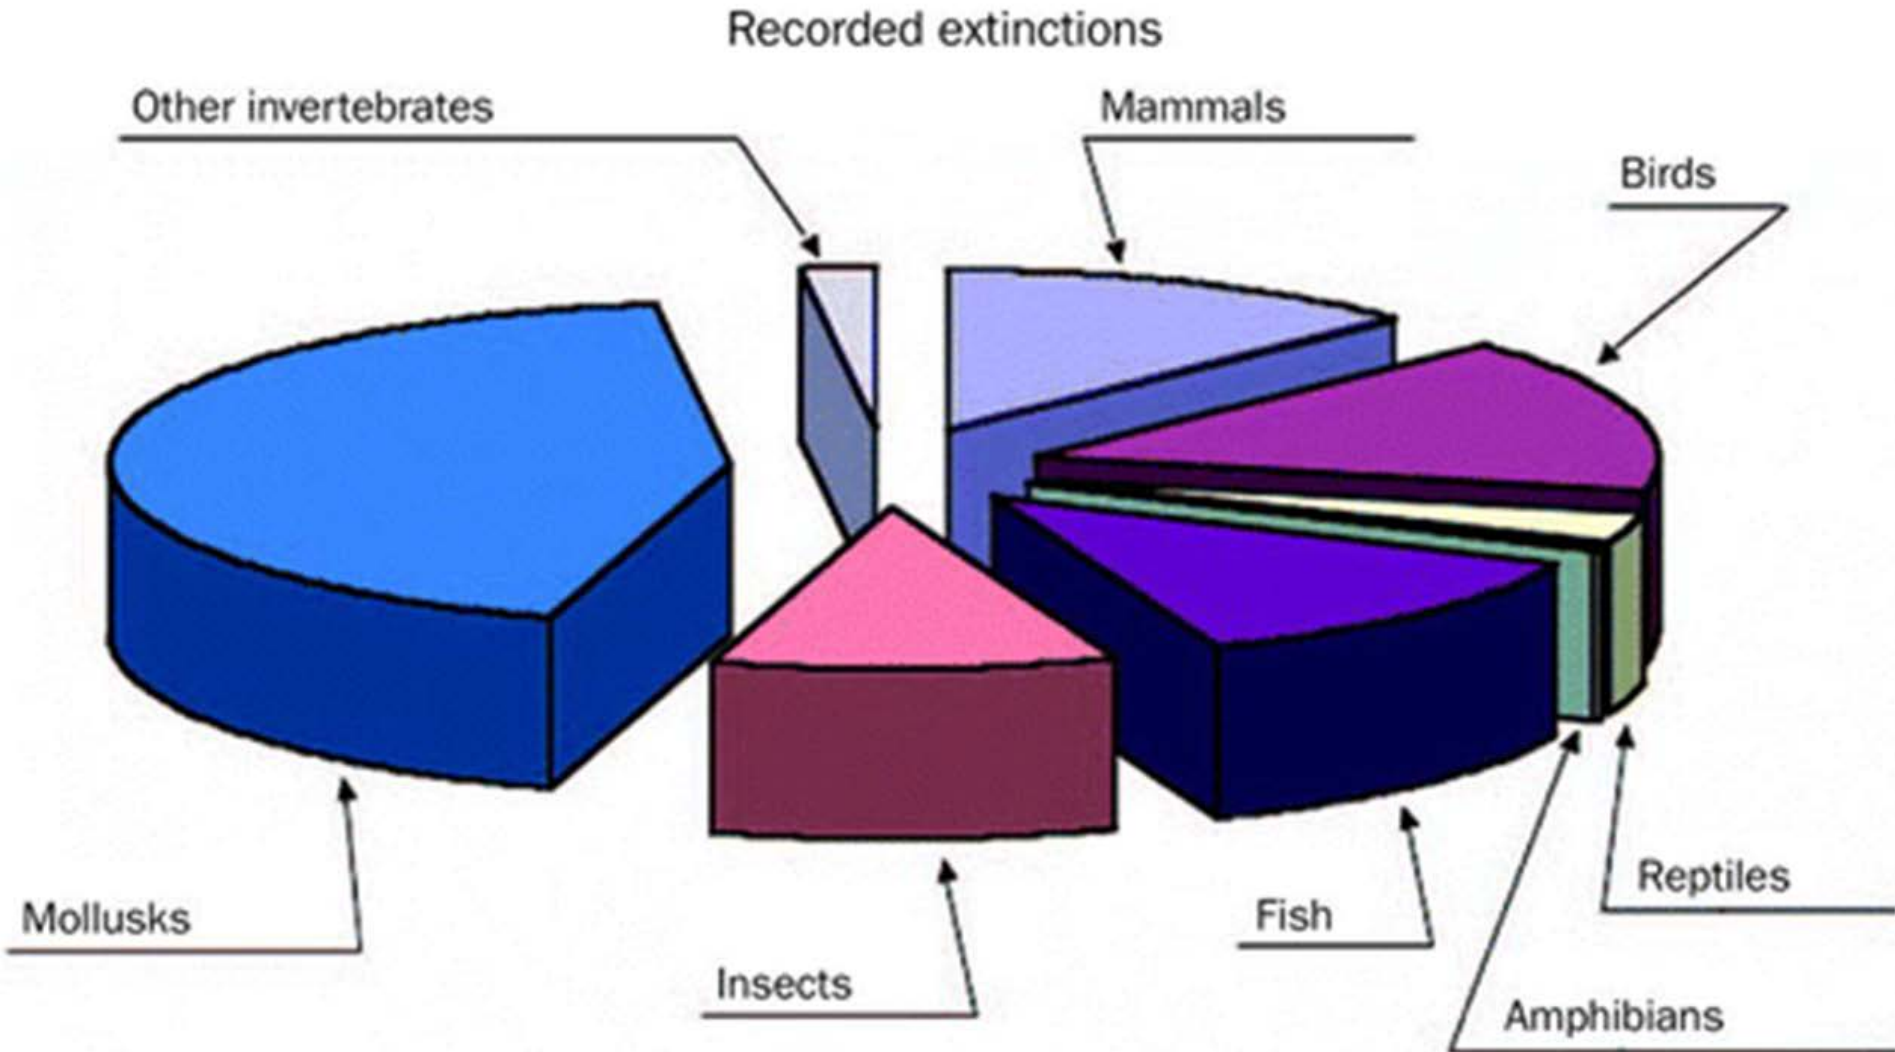 Recorded extinctions
Other invertebrates
Mammals
Birds
Mollusks
Insects
Fish
Reptiles
Amphibians